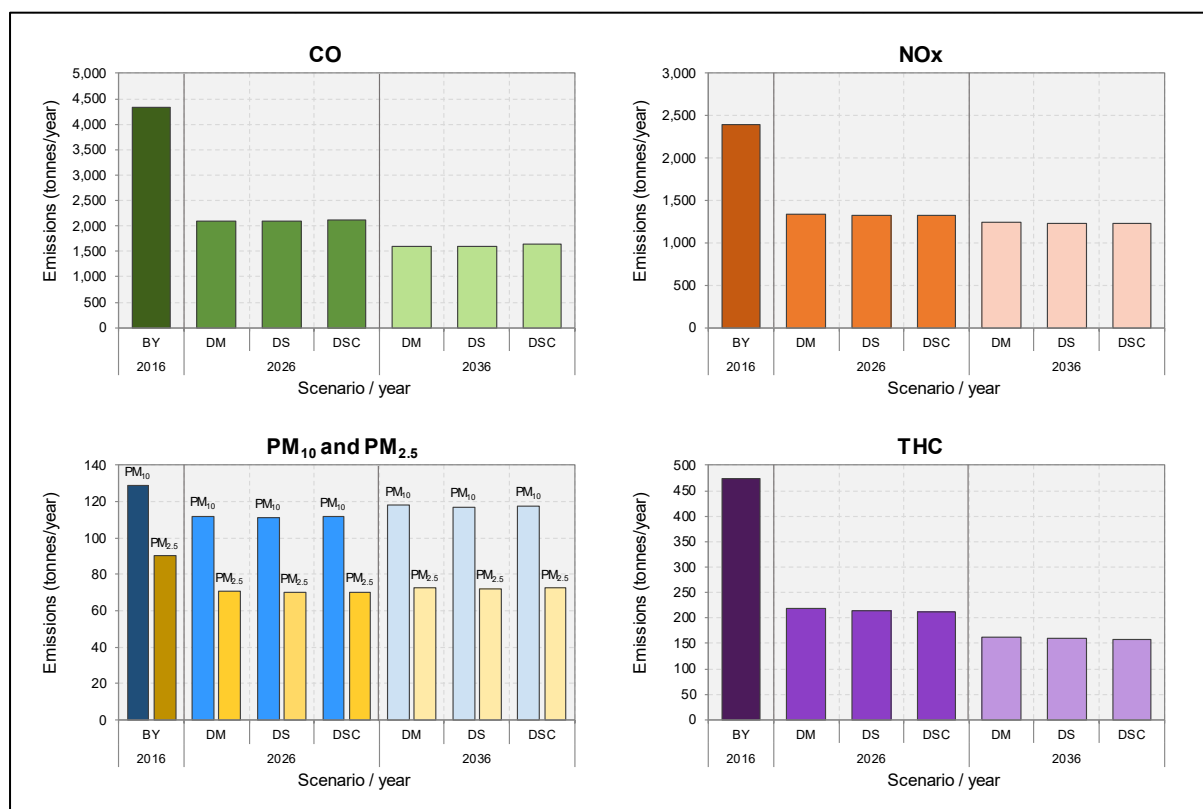 CO
5,000
4,500
4,000
3,500
3,000
2,500
2,000
1,500
1,000
500
0
Emissions (tonnes/year)
BY DM DS DSC DM DS DSC
2016 2026 2036
Scenario / year
NOx
3,000
2,500
2,000
1,500
1,000
500
0
Emissions (tonnes/year)
BY DM DS DSC DM DS DSC
2016 2026 2036
Scenario / year
PM10 and PM2.5
140
120
100
80
60
40
20
0
Emissions (tonnes/year)
PM10 PM10 PM10 PM10 PM10 PM10 PM10
PM2.5 PM2.5 PM2.5 PM2.5 PM2.5 PM2.5 PM2.5
BY DM DS DSC DM DS DSC
2016 2026 2036
Scenario / year
THC
500
450
400
350
300
250
200
150
100
50
0
Emissions (tonnes/year)
BY DM DS DSC DM DS DSC
2016 2026 2036
Scenario / year